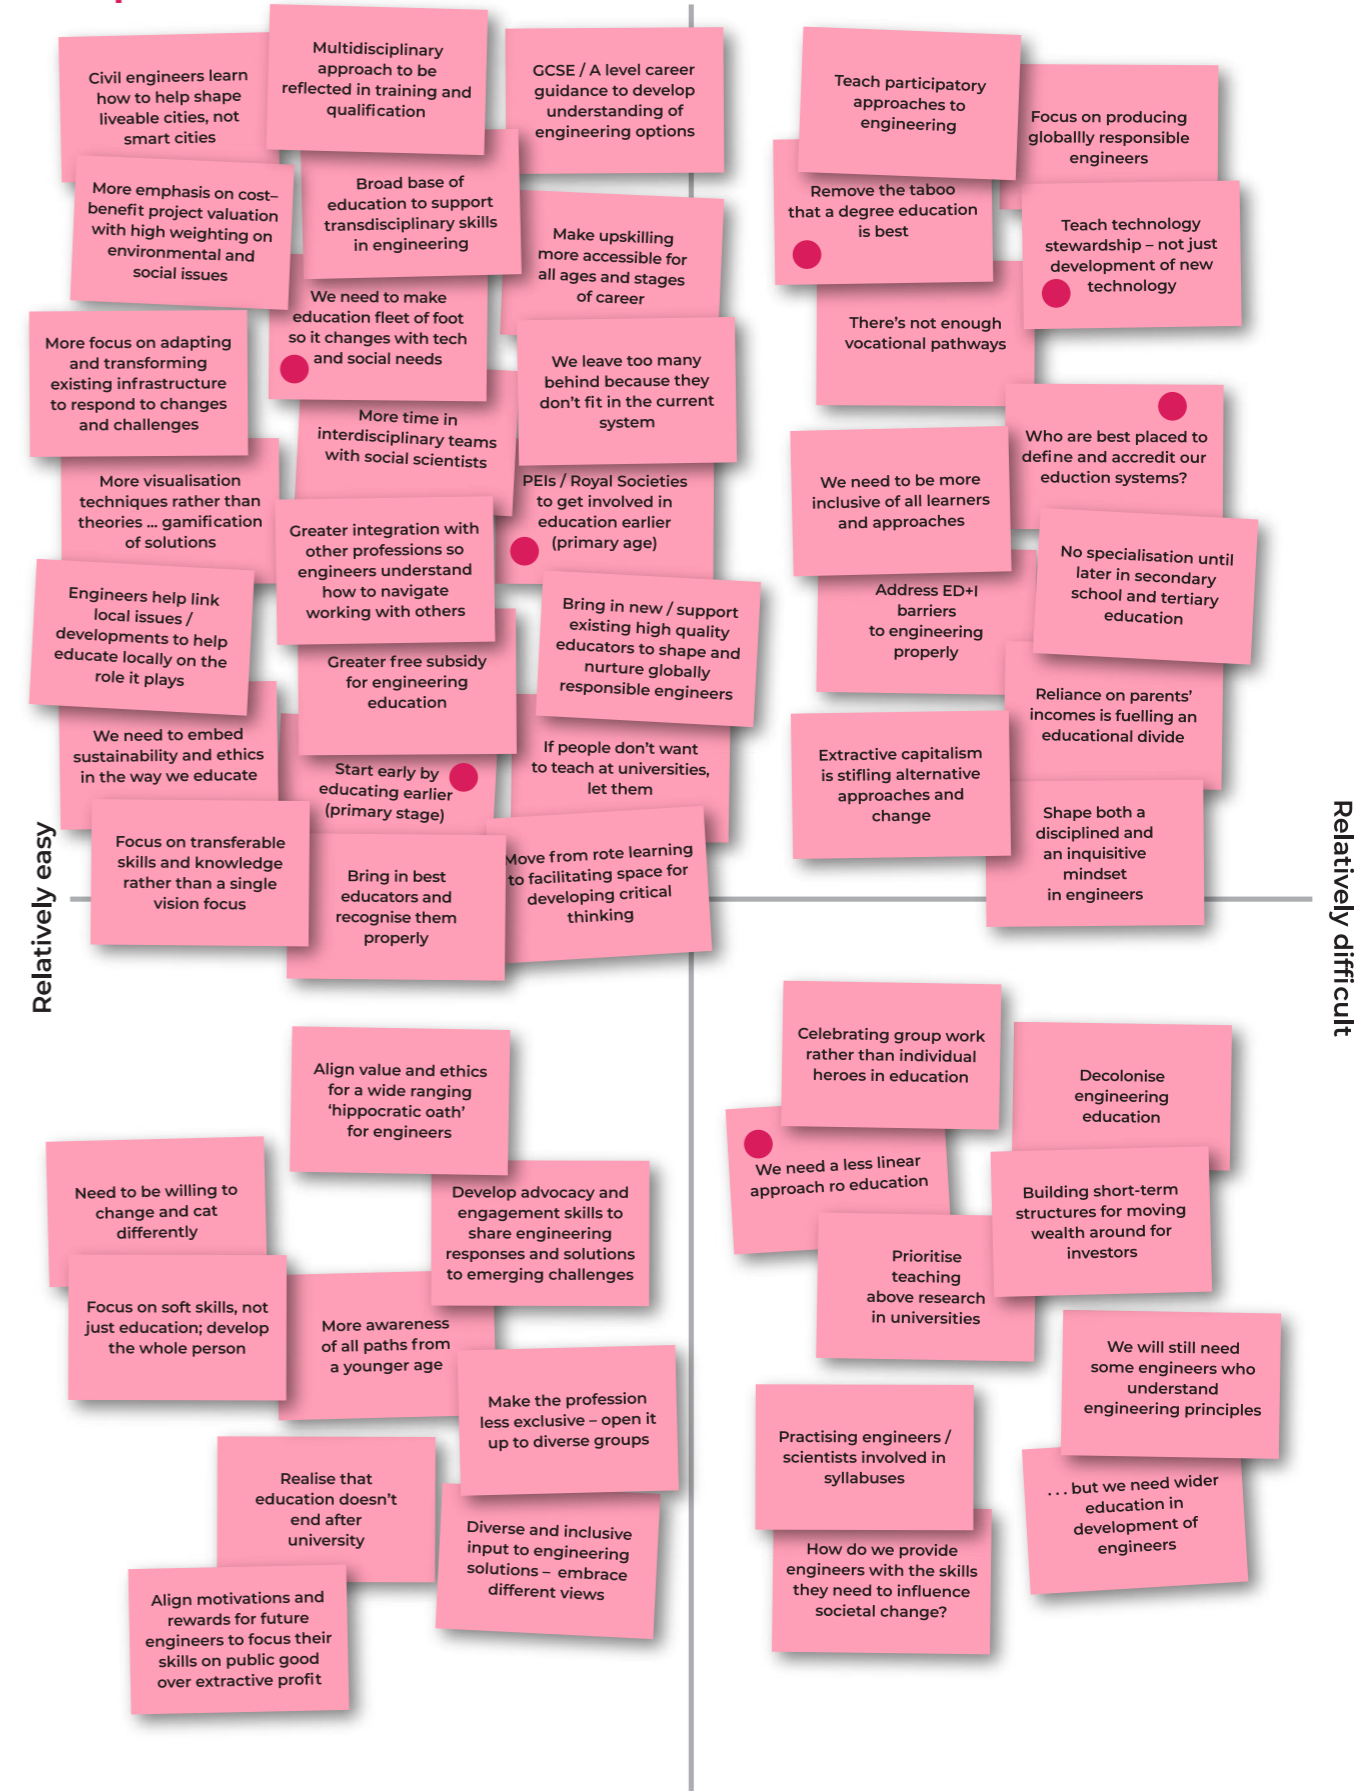 Civil engineers learn
how to help shape
liveable cities, not
smart cities
Multidisciplinary
approach to be
reflected in training and
qualification
GCSE / A level career
guidance to develop
understanding of
engineering options
More emphasis on cost–
benefit project valuation
with high weighting on
environmental and
social issues
Broad base of
education to support
transdisciplinary skills
in engineering
Make upskilling
more accessible for
all ages and stages
of career
We need to make
education fleet of foot
so it changes with tech
and social needs
More focus on adapting
and transforming
existing infrastructure
to respond to changes
and challenges
We leave too many
behind because they
don't fit in the current
system
More time in
interdisciplinary teams
with social scientists
More visualisation
techniques rather than
theories ... gamification
of solutions
PEIs / Royal Societies
to get involved in
education earlier
(primary age)
Greater integration with
other professions so
engineers understand
how to navigate
working with others
Engineers help link
local issues /
developments to help
educate locally on the
role it plays
Bring in new / support
existing high quality
educators to shape and
nurture globally
responsible engineers
Greater free subsidy
for engineering
education
We need to embed
sustainability and ethics
in the way we educate
Start early by
educating earlier
(primary stage)
If people don't want
to teach at universities,
let them
Focus on transferable
skills and knowledge
rather than a single
vision focus
Bring in best
educators and
recognise them
properly
Move from rote learning
to facilitating space for
developing critical
thinking
Teach participatory
approaches to
engineering
Focus on producing
globallly responsible
engineers
Remove the taboo
that a degree education
is best
Teach technology
stewardship – not just
development of new
technology
There's not enough
vocational pathways
Who are best placed to
define and accredit our
eduction systems?
We need to be more
inclusive of all learners
and approaches
No specialisation until
later in secondary
school and tertiary
education
Address ED+I
barriers
to engineering
properly
Reliance on parents'
incomes is fuelling an
educational divide
Extractive capitalism
is stifling alternative
approaches and
change
Shape both a
disciplined and
an inquisitive
mindset
in engineers
Relatively easy
Relatively difficult
Align value and ethics
for a wide ranging
'hippocratic oath'
for engineers
Need to be willing to
change and cat
differently
Develop advocacy and
engagement skills to
share engineering
responses and solutions
to emerging challenges
Focus on soft skills, not
just education; develop
the whole person
More awareness
of all paths from
a younger age
Make the profession
less exclusive – open it
up to diverse groups
Realise that
education doesn't
end after
university
Diverse and inclusive
input to engineering
solutions – embrace
different views
Align motivations and
rewards for future
engineers to focus their
skills on public good
over extractive profit
Celebrating group work
rather than individual
heroes in education
Decolonise
engineering
education
We need a less linear
approach ro education
Building short-term
structures for moving
wealth around for
investors
Prioritise
teaching
above research
in universities
We will still need
some engineers who
understand
engineering principles
Practising engineers /
scientists involved in
syllabuses
... but we need wider
education in
development of
engineers
How do we provide
engineers with the skills
they need to influence
societal change?